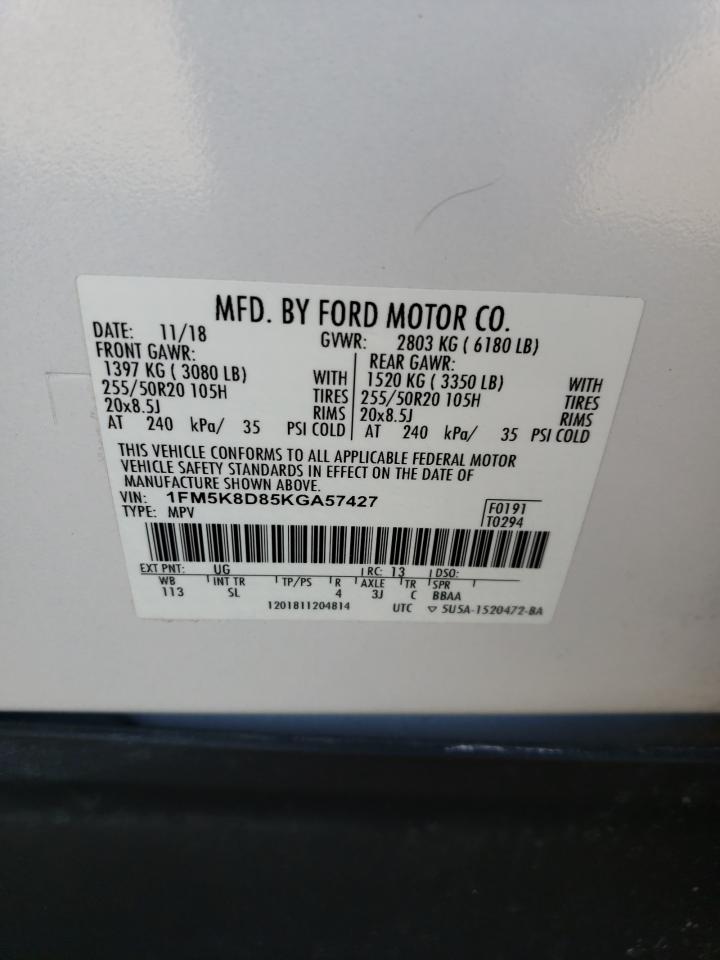 MFD. BY FORD MOTOR CO.
DATE: 11/18 GVWR: 2803 KG ( 6180 LB)
FRONT GAWR: REAR GAWR:
1397 KG ( 3080 LB) WITH 1520 KG ( 3350 LB) WITH
255/50R20 105H TIRES 255/50R20 105H TIRES
20x8.5J RIMS 20x8.5J RIMS
AT 240 kPa/ 35 PSI COLD AT 240 kPa/ 35 PSI COLD
THIS VEHICLE CONFORMS TO ALL APPLICABLE FEDERAL MOTOR
VEHICLE SAFETY STANDARDS IN EFFECT ON THE DATE OF
MANUFACTURE SHOWN ABOVE.
VIN: 1FM5K8D85KGA57427 F0191
TYPE: MPV T0294
EXT PNT: UG RC: 13 DSO:
WB INT TR TP/PS R AXLE TR SPR
113 SL 4 3J C BBAA
1201811204814 UTC ▽ 5U5A-1520472-BA